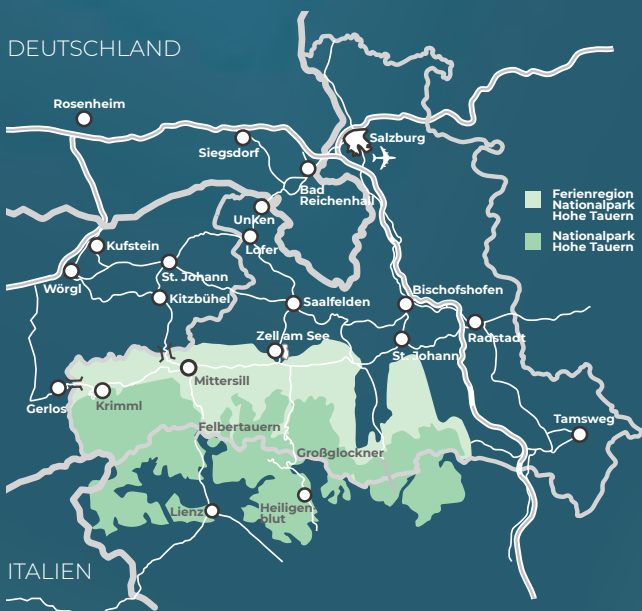 DEUTSCHLAND
Rosenheim
Salzburg
Siegsdorf
Bad
Reichenhall
Ferienregion
Nationalpark
Hohe Tauern
Unken
Nationalpark
Hohe Tauern
Kufstein
Lofer
St. Johann
Wörgl
Bischofshofen
Kitzbühel
Saalfelden
Zell am See
Radstadt
St. Johann
Mittersill
Gerlos
Krimml
Tamsweg
Felbertauern
Großglockner
Lienz
Heiligen-
blut
ITALIEN